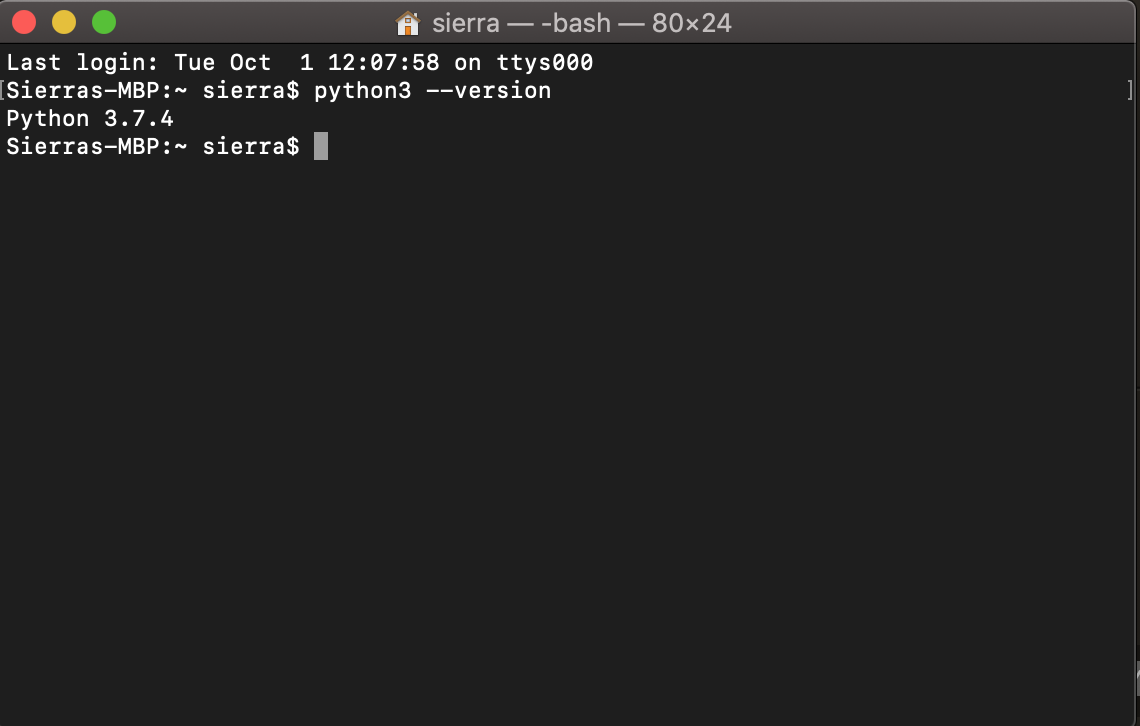 sierra — -bash — 80×24
Last login: Tue Oct  1 12:07:58 on ttys000
[Sierras-MBP:~ sierra$ python3 --version ]
Python 3.7.4
Sierras-MBP:~ sierra$